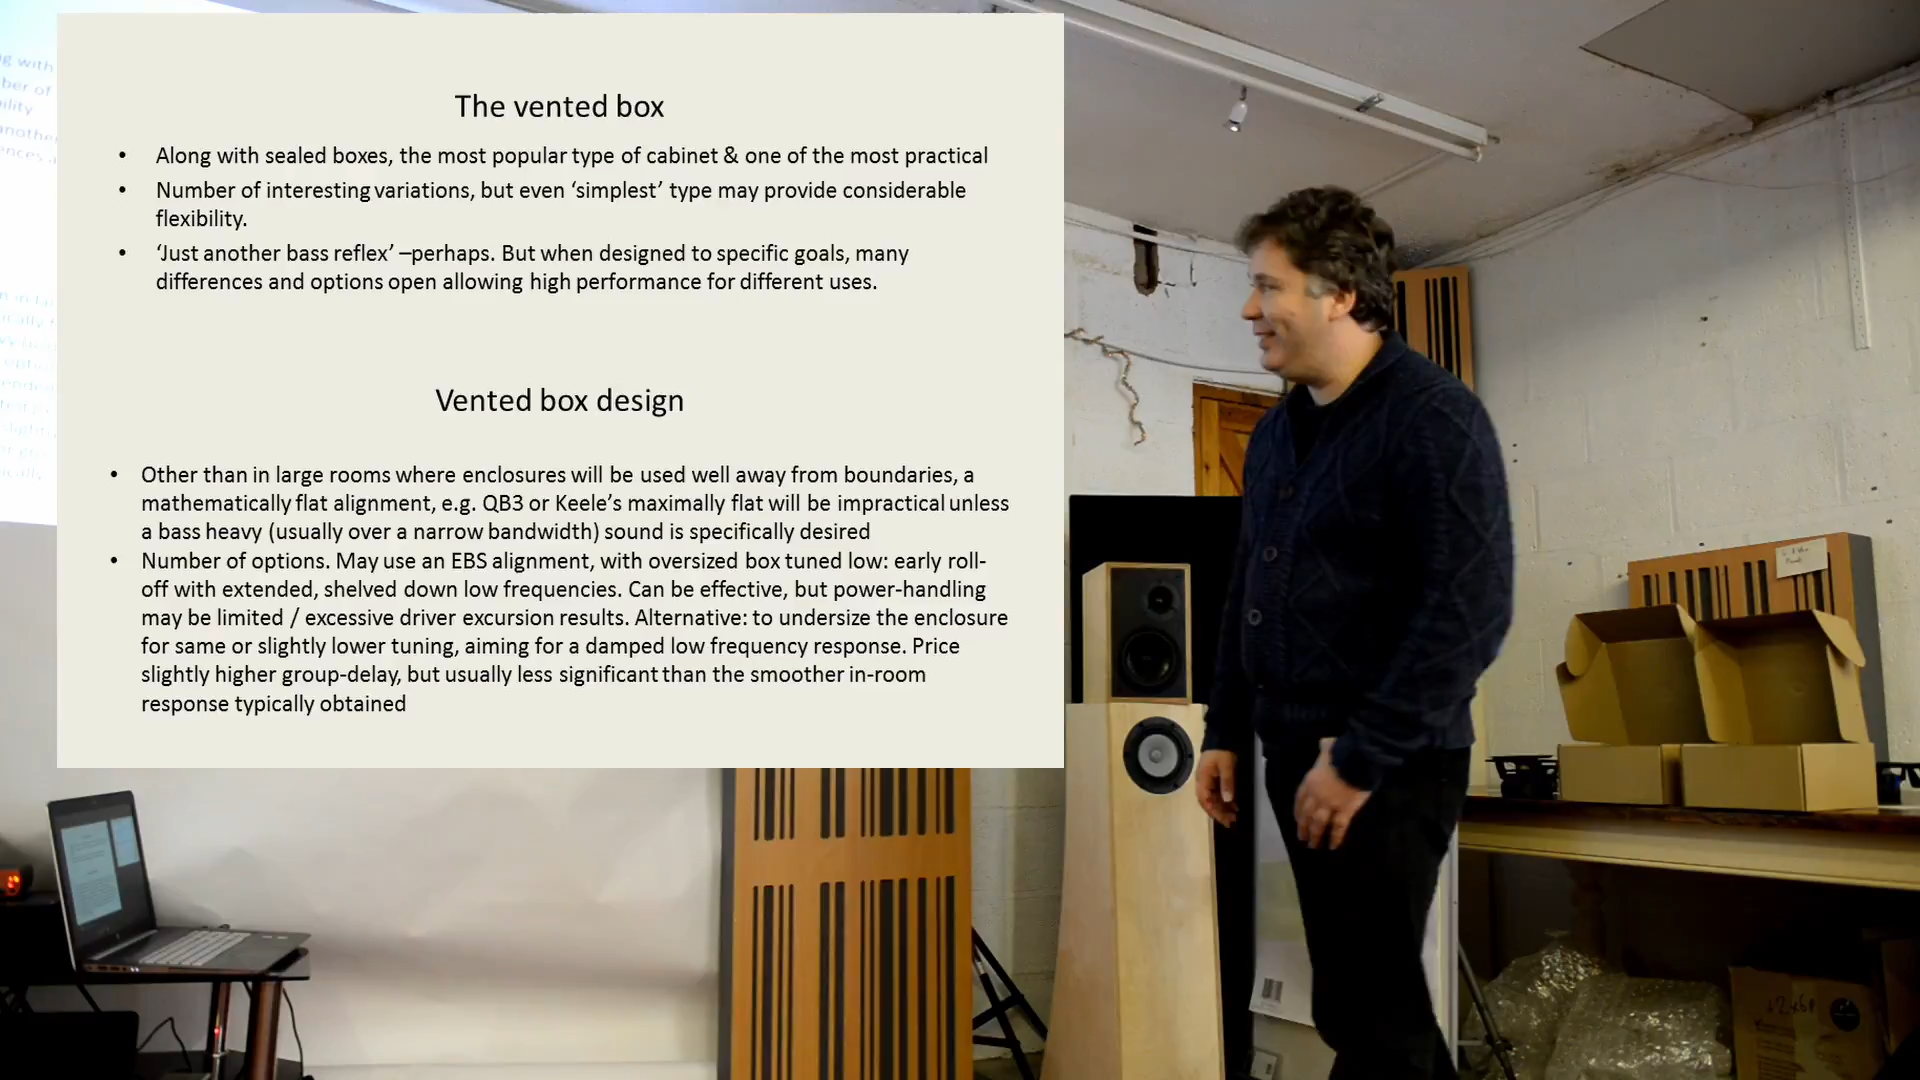 The vented box
• Along with sealed boxes, the most popular type of cabinet & one of the most practical
• Number of interesting variations, but even ‘simplest’ type may provide considerable
flexibility.
• ‘Just another bass reflex’ –perhaps. But when designed to specific goals, many
differences and options open allowing high performance for different uses.
Vented box design
• Other than in large rooms where enclosures will be used well away from boundaries, a
mathematically flat alignment, e.g. QB3 or Keele’s maximally flat will be impractical unless
a bass heavy (usually over a narrow bandwidth) sound is specifically desired
• Number of options. May use an EBS alignment, with oversized box tuned low: early roll-
off with extended, shelved down low frequencies. Can be effective, but power-handling
may be limited / excessive driver excursion results. Alternative: to undersize the enclosure
for same or slightly lower tuning, aiming for a damped low frequency response. Price
slightly higher group-delay, but usually less significant than the smoother in-room
response typically obtained